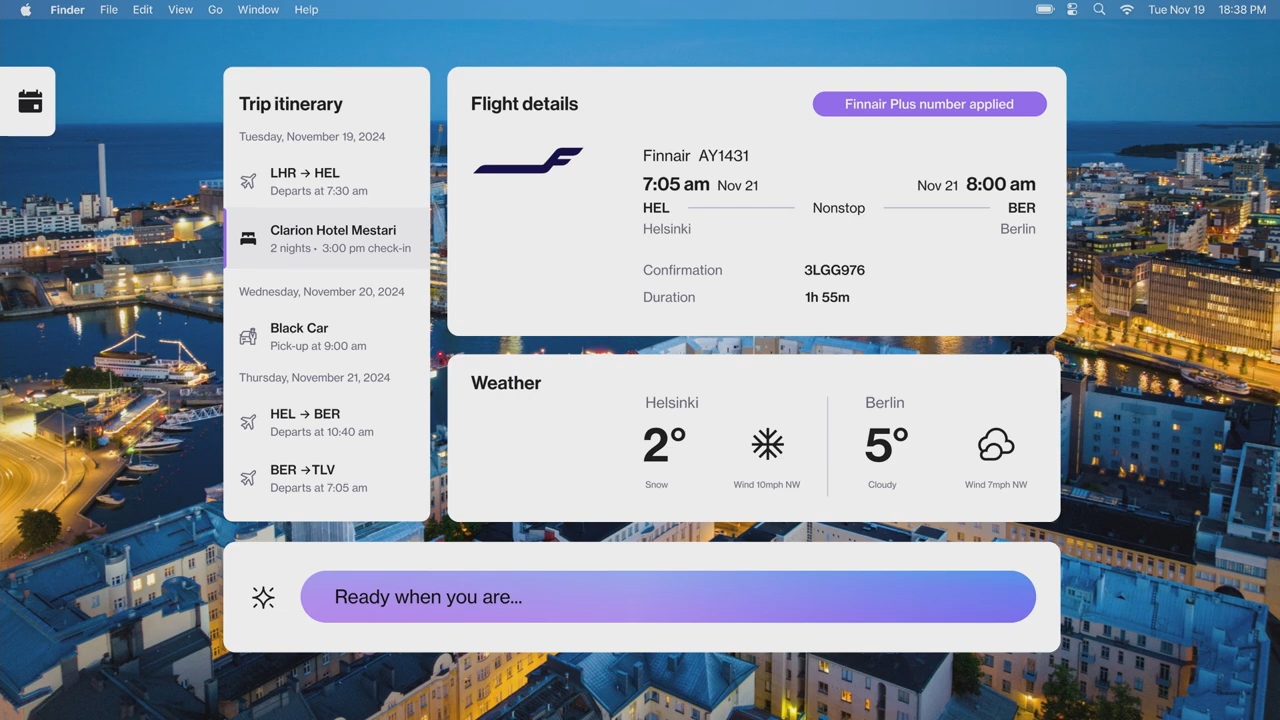 Finder File Edit View Go Window Help Tue Nov 19 18:38 PM
Trip itinerary
Tuesday, November 19, 2024
LHR → HEL
Departs at 7:30 am
Clarion Hotel Mestari
2 nights • 3:00 pm check-in
Wednesday, November 20, 2024
Black Car
Pick-up at 9:00 am
Thursday, November 21, 2024
HEL → BER
Departs at 10:40 am
BER →TLV
Departs at 7:05 am
Flight details
Finnair Plus number applied
Finnair AY1431
7:05 am Nov 21 Nov 21 8:00 am
HEL Nonstop BER
Helsinki Berlin
Confirmation 3LGG976
Duration 1h 55m
Weather
Helsinki Berlin
2° 5°
Snow Wind 10mph NW Cloudy Wind 7mph NW
Ready when you are...